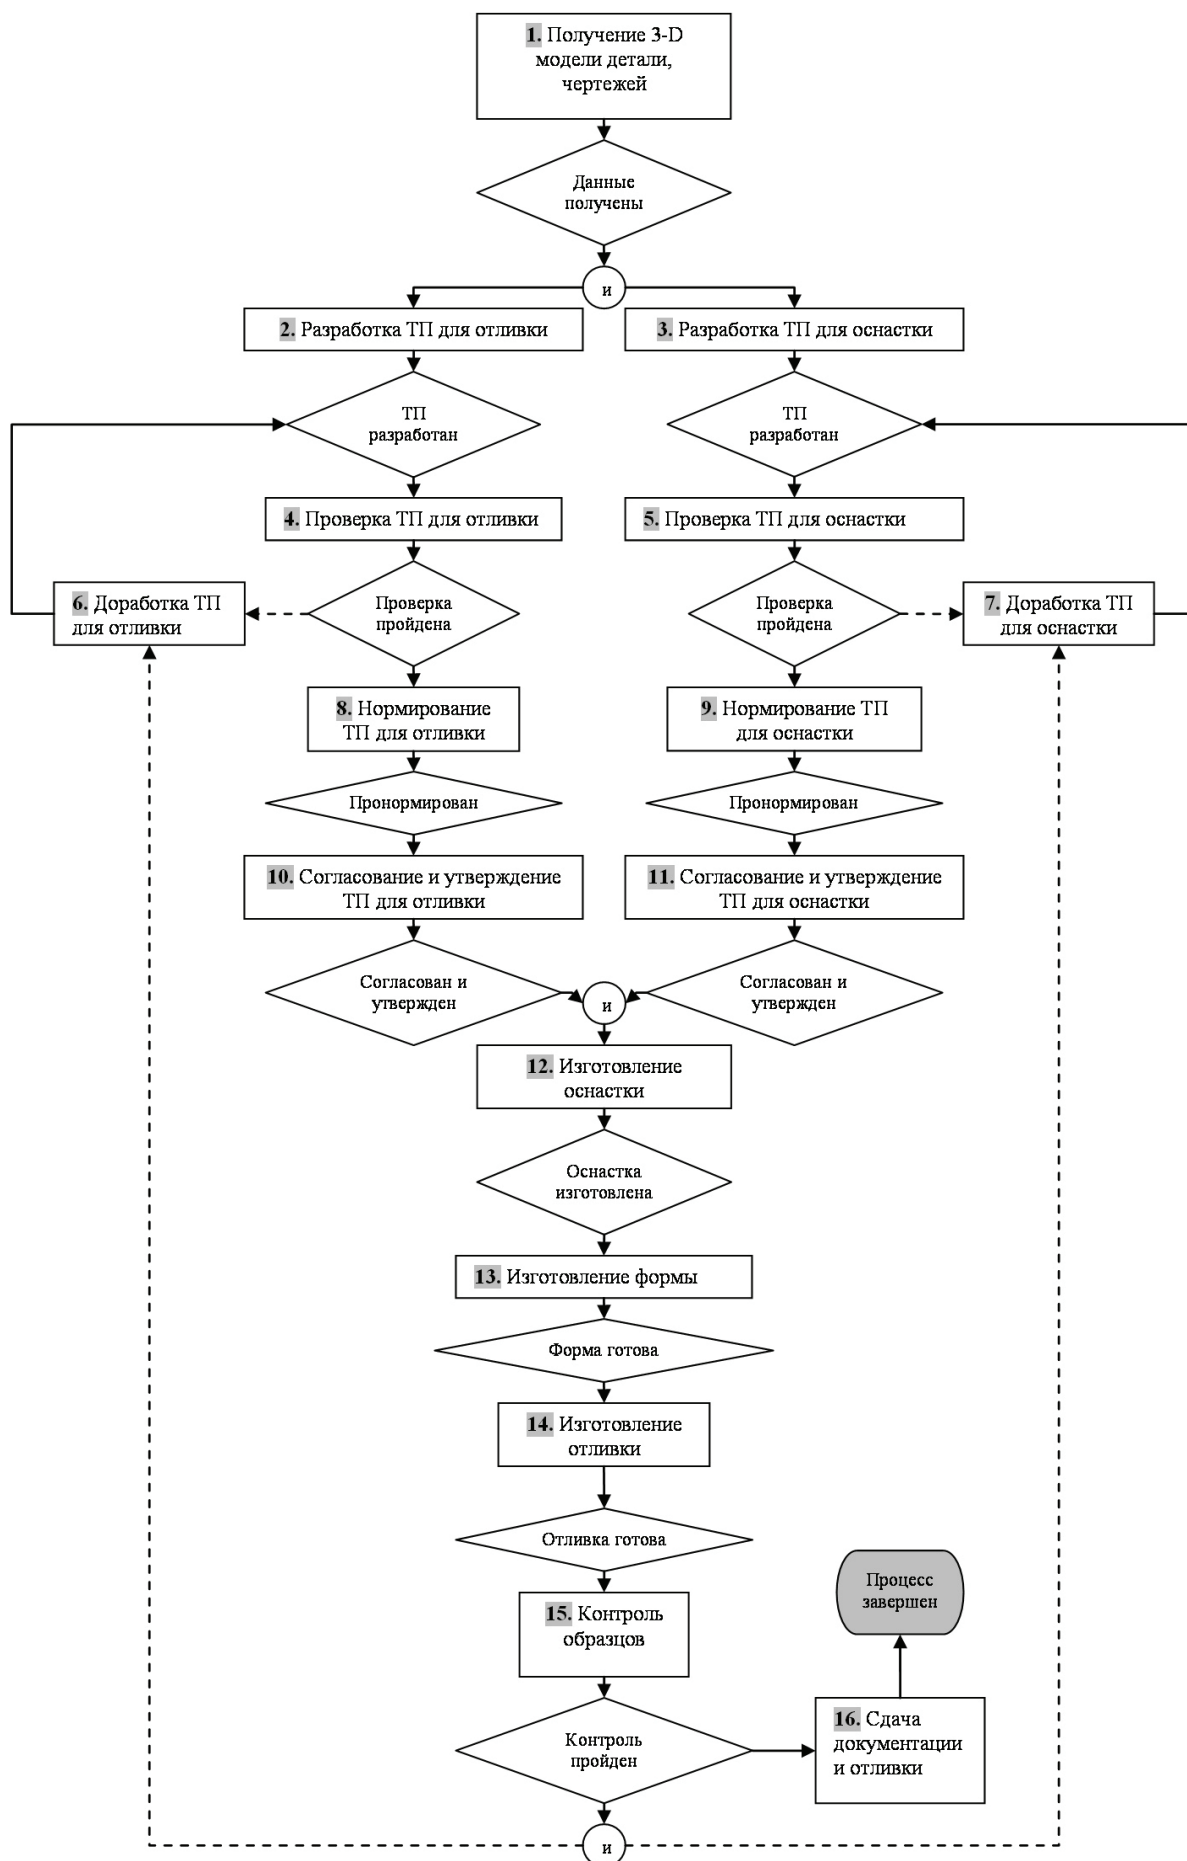 1. Получение 3-D
модели детали,
чертежей
Данные
получены
и
2. Разработка ТП для отливки
3. Разработка ТП для оснастки
ТП
разработан
ТП
разработан
4. Проверка ТП для отливки
5. Проверка ТП для оснастки
6. Доработка ТП
для отливки
Проверка
пройдена
Проверка
пройдена
7. Доработка ТП
для оснастки
8. Нормирование
ТП для отливки
9. Нормирование ТП
для оснастки
Пронормирован
Пронормирован
10. Согласование и утверждение
ТП для отливки
11. Согласование и утверждение
ТП для оснастки
Согласован и
утвержден
и
Согласован и
утвержден
12. Изготовление
оснастки
Оснастка
изготовлена
13. Изготовление формы
Форма готова
14. Изготовление
отливки
Отливка готова
15. Контроль
образцов
Процесс
завершен
Контроль
пройден
16. Сдача
документации
и отливки
и